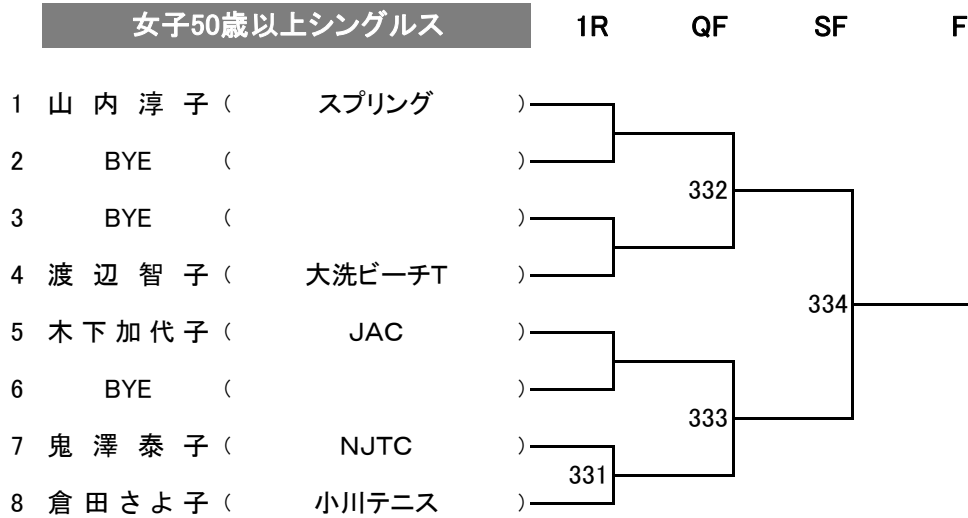 女子50歳以上シングルス 1R QF SF F
1 山内淳子 ( スプリング )
2 BYE ( )
332
3 BYE ( )
4 渡辺智子 ( 大洗ビーチT )
334
5 木下加代子 ( JAC )
6 BYE ( )
333
7 鬼澤泰子 ( NJTC )
331
8 倉田さよ子 ( 小川テニス )